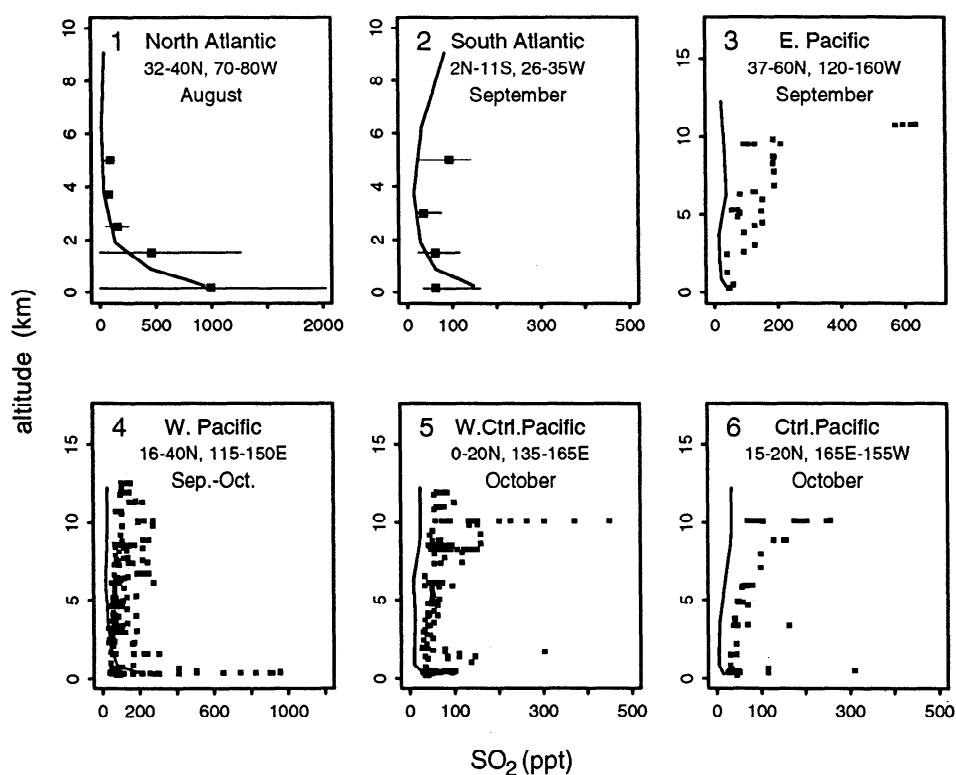 1 North Atlantic
32-40N, 70-80W
August
0 2 4 6 8 10
0 500 1000 2000
2 South Atlantic
2N-11S, 26-35W
September
0 2 4 6 8 10
0 100 300 500
3 E. Pacific
37-60N, 120-160W
September
0 5 10 15
0 200 400 600
altitude (km)
4 W. Pacific
16-40N, 115-150E
Sep.-Oct.
0 5 10 15
0 200 600 1000
5 W.Ctrl.Pacific
0-20N, 135-165E
October
0 5 10 15
0 100 300 500
6 Ctrl.Pacific
15-20N, 165E-155W
October
0 5 10 15
0 100 300 500
SO2 (ppt)